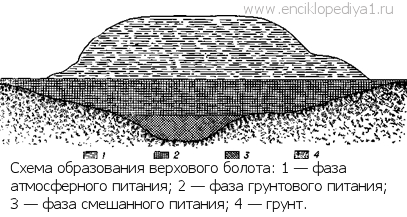 www.enciklopediya1.ru
1 2 3 4
Схема образования верхового болота: 1 — фаза
атмосферного питания; 2 — фаза грунтового питания;
3 — фаза смешанного питания; 4 — грунт.